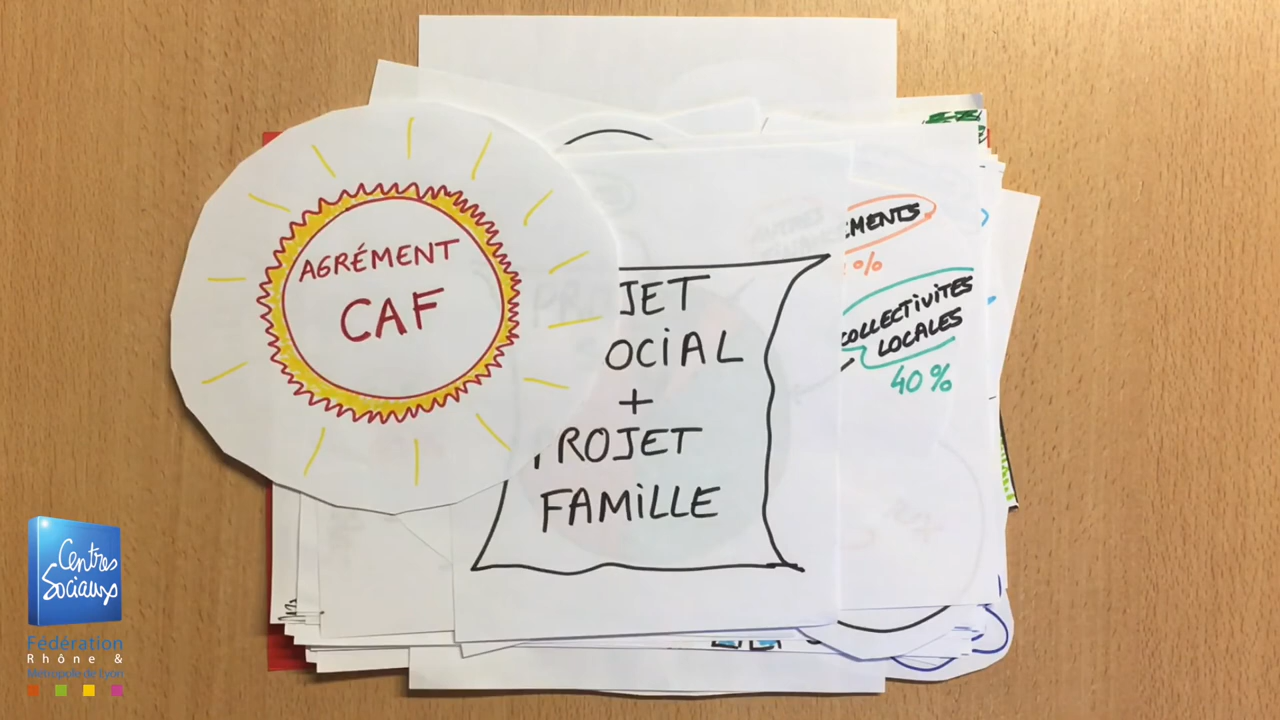 AGRÉMENT
CAF
JET
OCIAL
+
ROJET
FAMILLE
EMENTS
%
COLLECTIVITES
LOCALES
40 %
Centres
Sociaux
Fédération
Rhône &
Métropole de Lyon